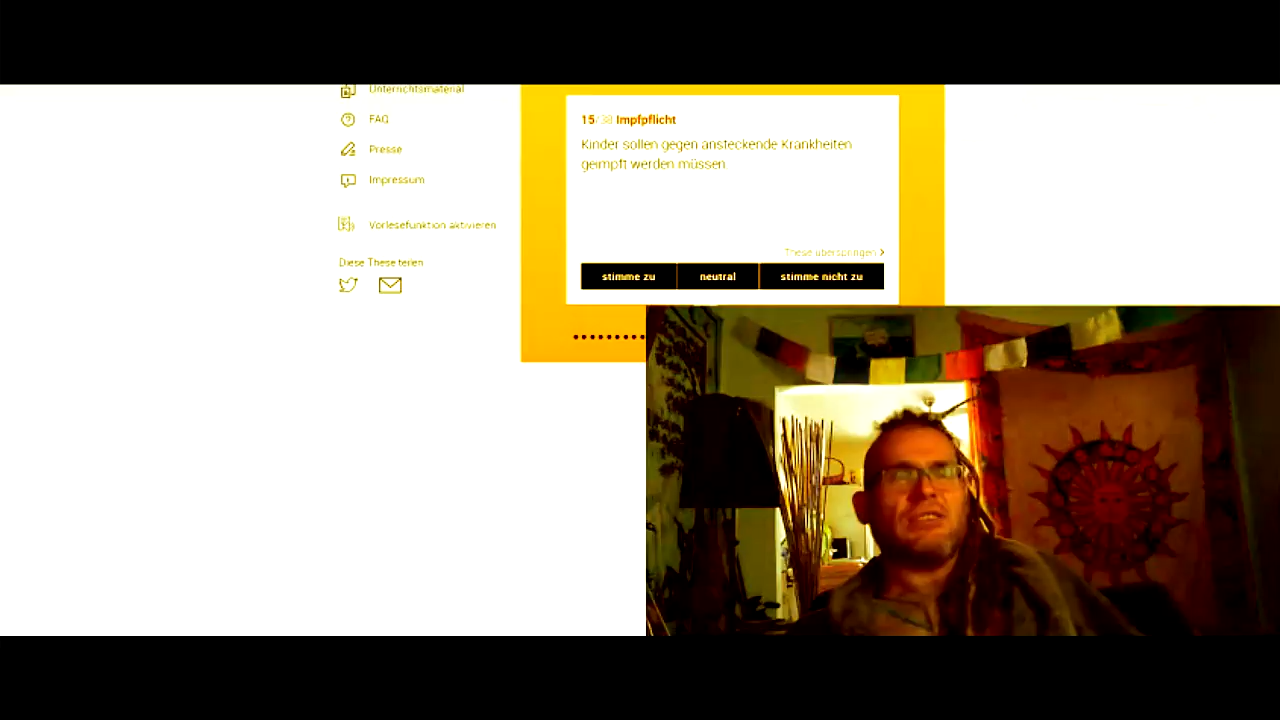 Unterrichtsmaterial
FAQ
Presse
Impressum
Vorlesefunktion aktivieren
Diese These teilen
15/38 Impfpflicht
Kinder sollen gegen ansteckende Krankheiten
geimpft werden müssen.
These überspringen
stimme zu
neutral
stimme nicht zu